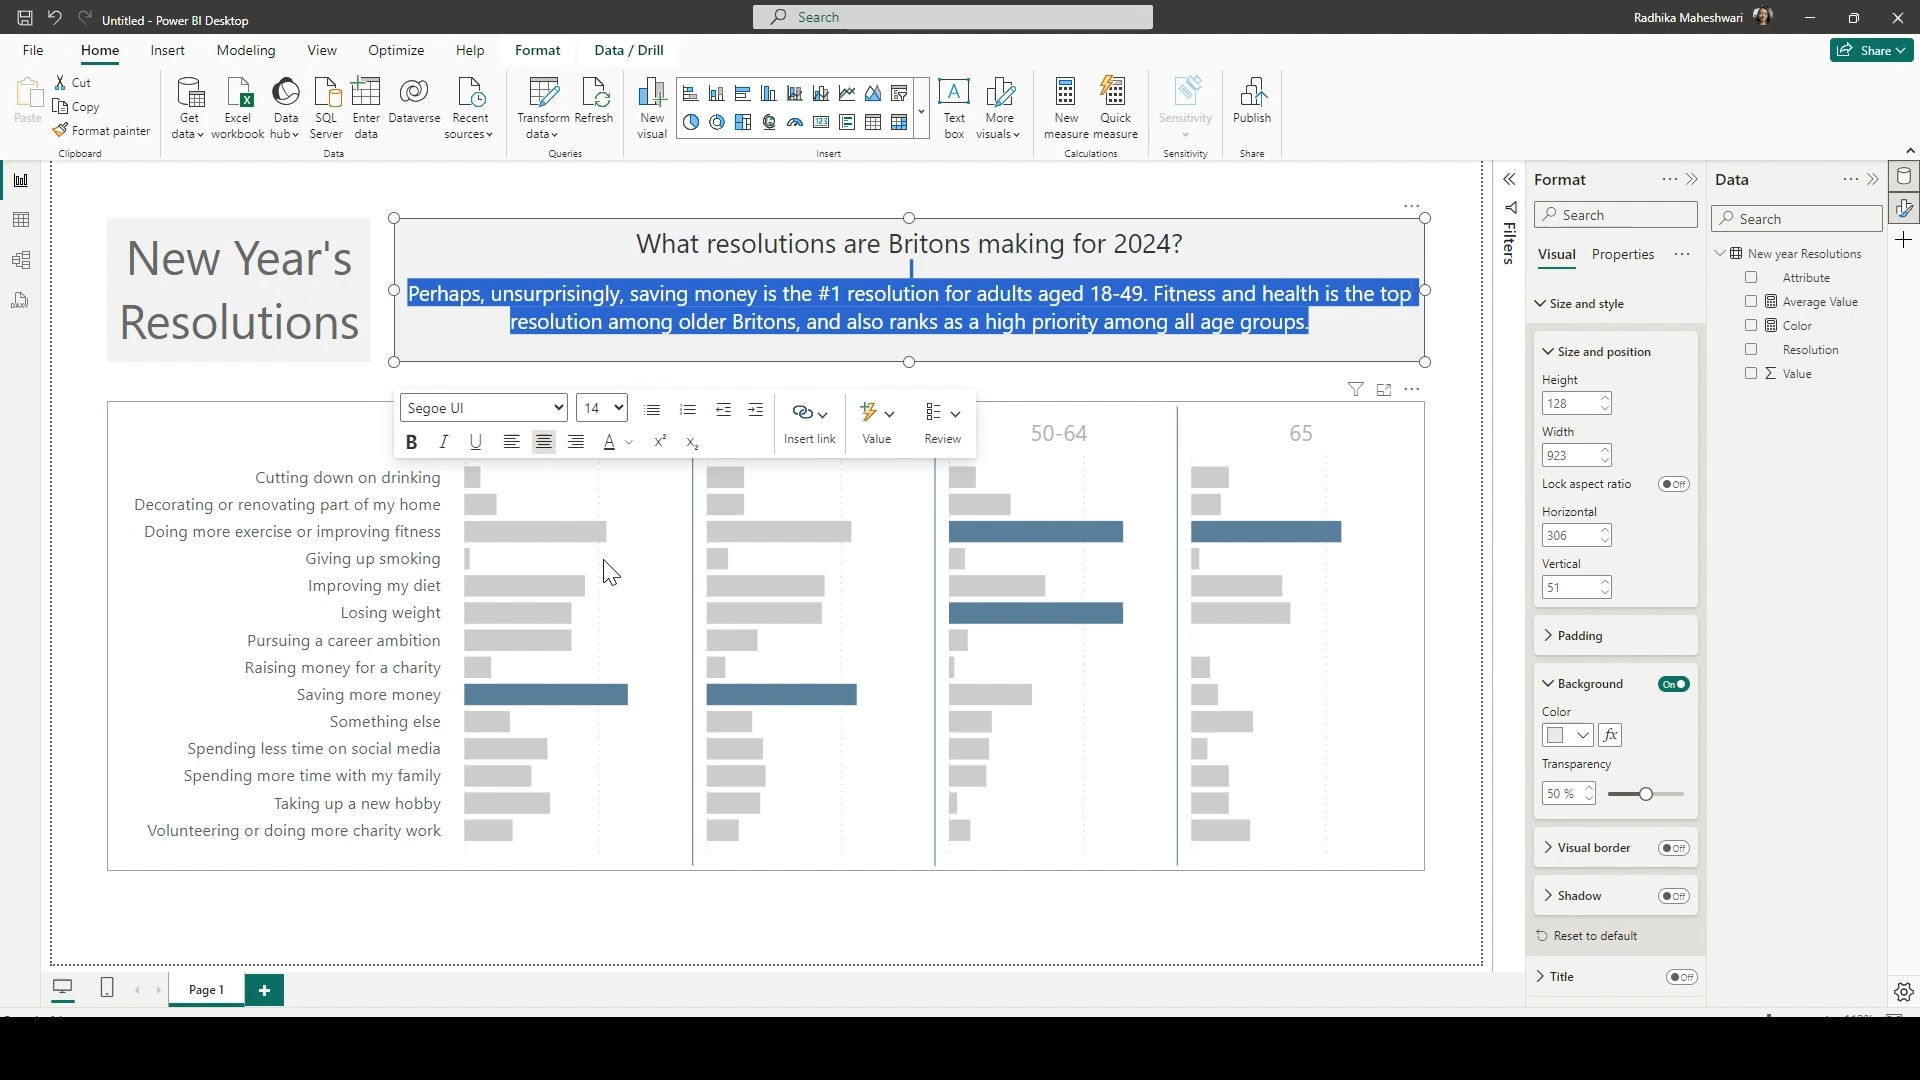 Untitled - Power BI Desktop
Search
Radhika Maheshwari
File
Home
Insert
Modeling
View
Optimize
Help
Format
Data / Drill
Share
Paste
Cut
Copy
Format painter
Clipboard
Get data
Excel workbook
Data hub
SQL Server
Enter data
Dataverse
Recent sources
Data
Transform data
Refresh
Queries
New visual
Text box
More visuals
Insert
New measure
Quick measure
Calculations
Sensitivity
Sensitivity
Publish
Share
New Year's
Resolutions
What resolutions are Britons making for 2024?
Perhaps, unsurprisingly, saving money is the #1 resolution for adults aged 18-49. Fitness and health is the top
resolution among older Britons, and also ranks as a high priority among all age groups.
Segoe UI
14
Insert link
Value
Review
50-64
65
Cutting down on drinking
Decorating or renovating part of my home
Doing more exercise or improving fitness
Giving up smoking
Improving my diet
Losing weight
Pursuing a career ambition
Raising money for a charity
Saving more money
Something else
Spending less time on social media
Spending more time with my family
Taking up a new hobby
Volunteering or doing more charity work
Page 1
Filters
Format
Search
Visual
Properties
Size and style
Size and position
Height
128
Width
923
Lock aspect ratio
Off
Horizontal
306
Vertical
51
Padding
Background
On
Color
fx
Transparency
50 %
Visual border
Off
Shadow
Off
Reset to default
Title
Off
Data
Search
New year Resolutions
Attribute
Average Value
Color
Resolution
Value